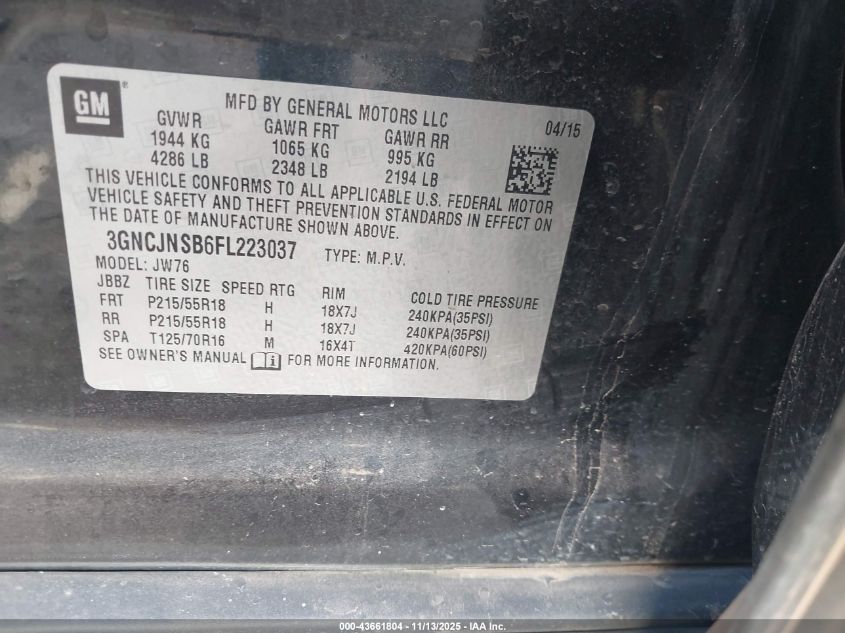 GM ®
MFD BY GENERAL MOTORS LLC
04/15
GVWR GAWR FRT GAWR RR
1944 KG 1065 KG 995 KG
4286 LB 2348 LB 2194 LB
THIS VEHICLE CONFORMS TO ALL APPLICABLE U.S. FEDERAL MOTOR
VEHICLE SAFETY AND THEFT PREVENTION STANDARDS IN EFFECT ON
THE DATE OF MANUFACTURE SHOWN ABOVE.
3GNCJNSB6FL223037 TYPE: M.P.V.
MODEL: JW76
JBBZ TIRE SIZE SPEED RTG RIM COLD TIRE PRESSURE
FRT P215/55R18 H 18X7J 240KPA(35PSI)
RR P215/55R18 H 18X7J 240KPA(35PSI)
SPA T125/70R16 M 16X4T 420KPA(60PSI)
SEE OWNER'S MANUAL FOR MORE INFORMATION.
000-43661804 - 11/13/2025 - IAA Inc.